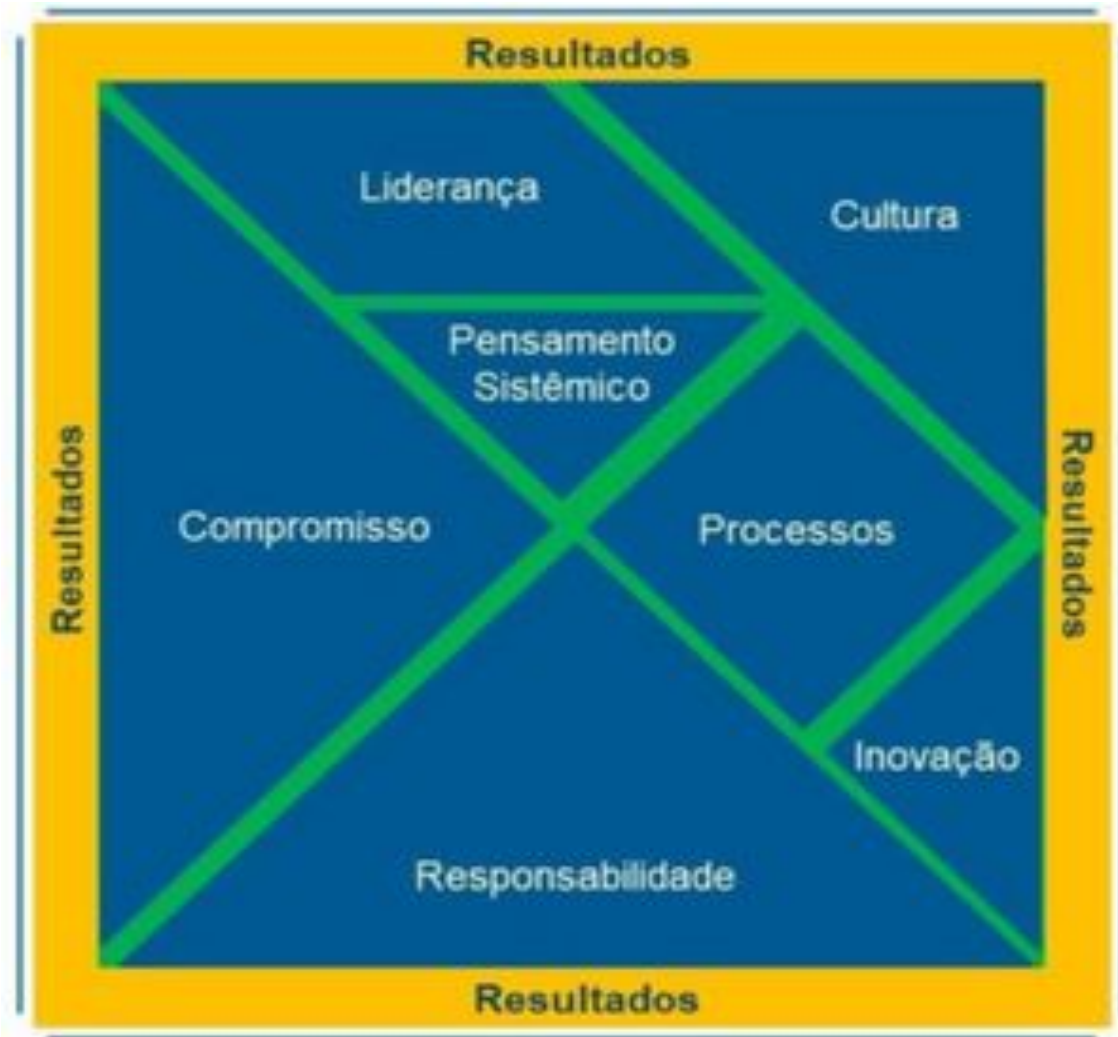 Resultados
Liderança
Cultura
Pensamento
Sistêmico
Resultados
Compromisso
Processos
Resultados
Inovação
Responsabilidade
Resultados